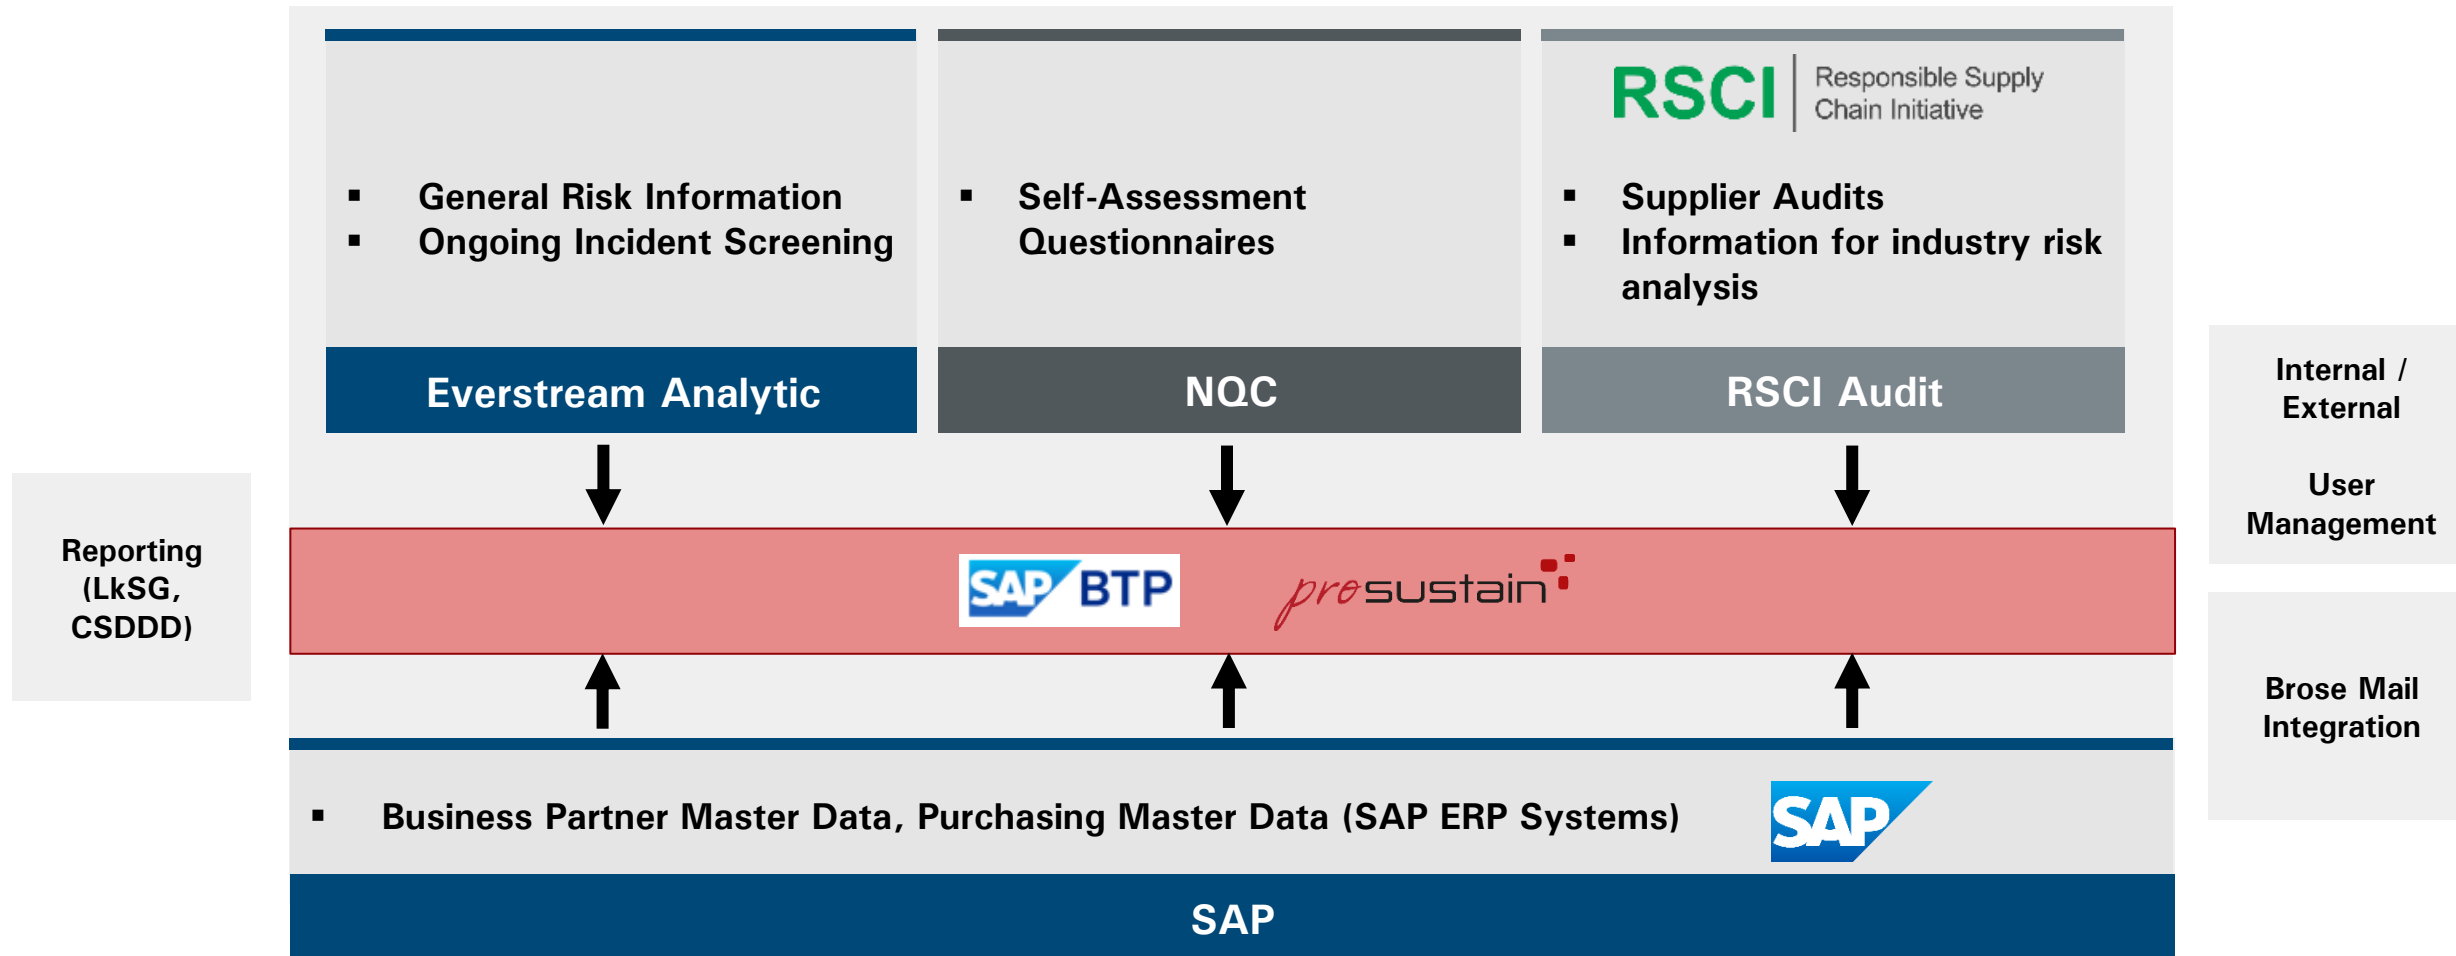 RSCI
Responsible Supply
Chain Initiative
▪ General Risk Information
▪ Ongoing Incident Screening
▪ Self-Assessment
Questionnaires
▪ Supplier Audits
▪ Information for industry risk
analysis
Everstream Analytic
NQC
RSCI Audit
Internal /
External
User
Management
Reporting
(LkSG,
CSDDD)
SAP BTP
prosustain
Brose Mail
Integration
▪ Business Partner Master Data, Purchasing Master Data (SAP ERP Systems)
SAP
SAP